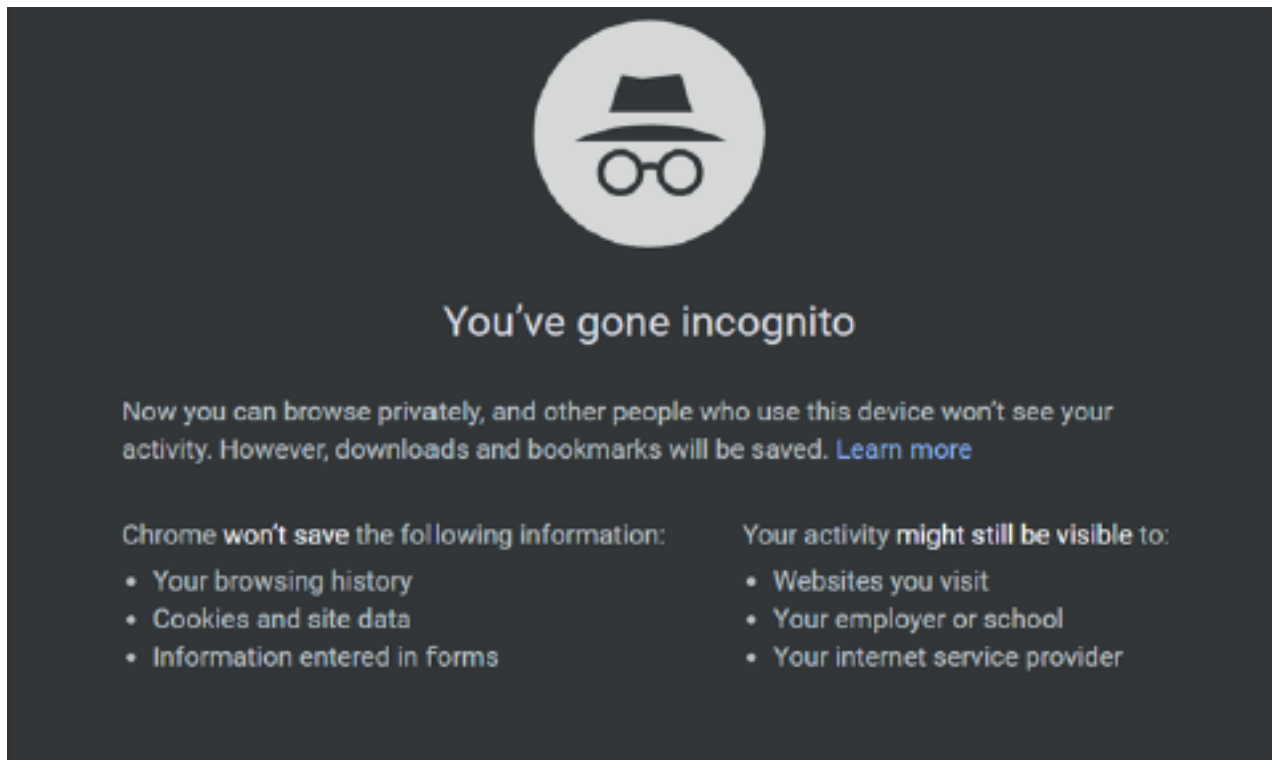 You've gone incognito
Now you can browse privately, and other people who use this device won't see your
activity. However, downloads and bookmarks will be saved. Learn more
Chrome won't save the following information:
• Your browsing history
• Cookies and site data
• Information entered in forms
Your activity might still be visible to:
• Websites you visit
• Your employer or school
• Your internet service provider